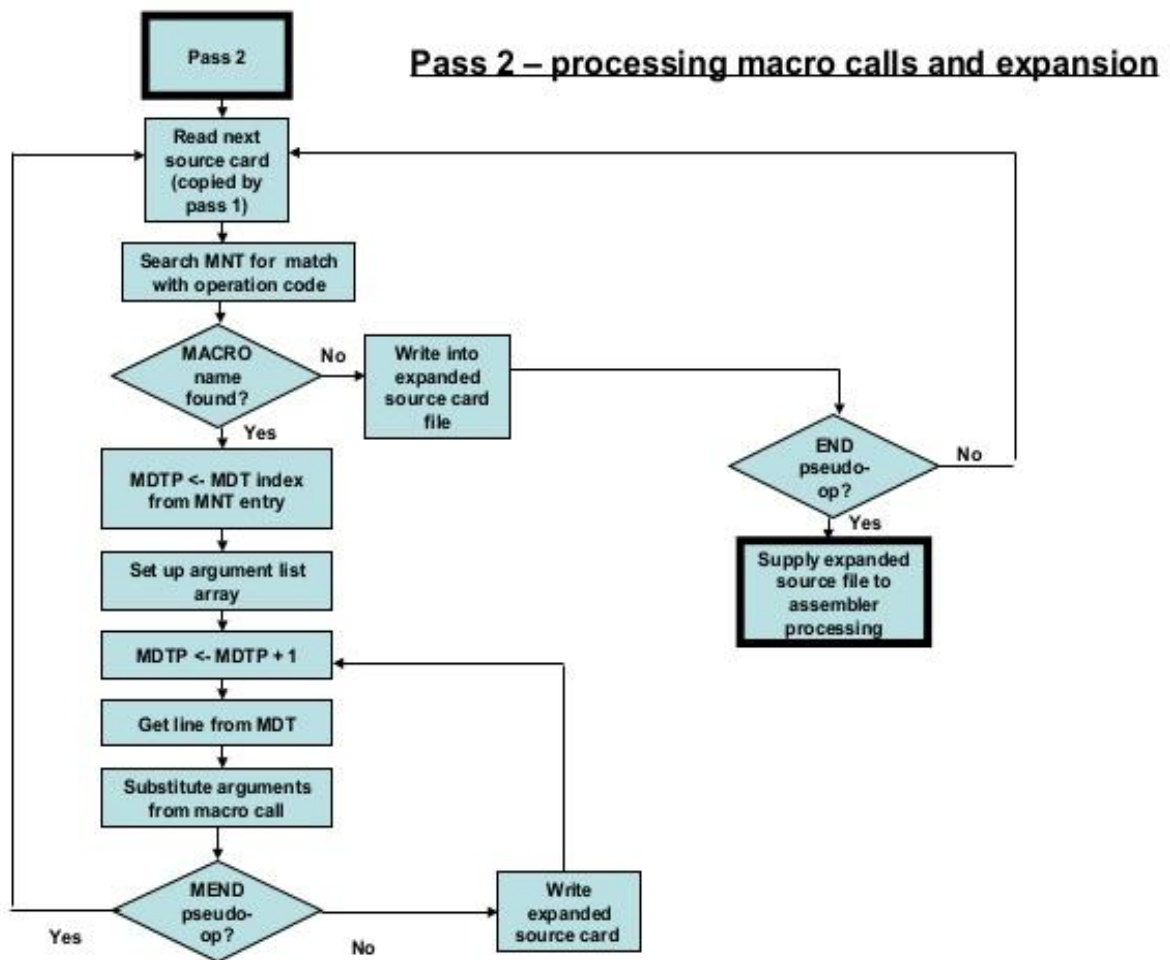 Pass 2
Pass 2 – processing macro calls and expansion
Read next
source card
(copied by
pass 1)
Search MNT for match
with operation code
MACRO
name
found?
No
Write into
expanded
source card
file
Yes
END
pseudo-
op?
No
Yes
MDTP <- MDT index
from MNT entry
Set up argument list
array
Supply expanded
source file to
assembler
processing
MDTP <- MDTP + 1
Get line from MDT
Substitute arguments
from macro call
MEND
pseudo-
op?
Yes
No
Write
expanded
source card